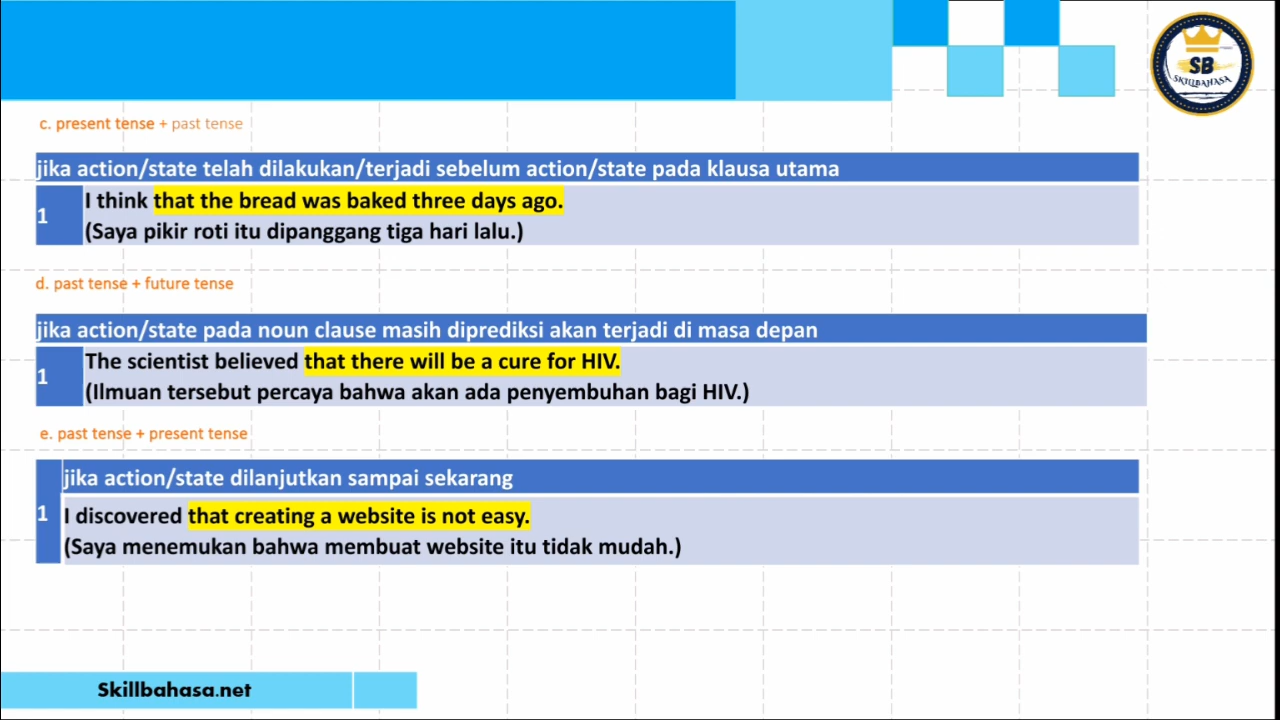 SB
SKILLBAHASA
c. present tense + past tense
jika action/state telah dilakukan/terjadi sebelum action/state pada klausa utama
1
I think that the bread was baked three days ago.
(Saya pikir roti itu dipanggang tiga hari lalu.)
d. past tense + future tense
jika action/state pada noun clause masih diprediksi akan terjadi di masa depan
1
The scientist believed that there will be a cure for HIV.
(Ilmuan tersebut percaya bahwa akan ada penyembuhan bagi HIV.)
e. past tense + present tense
jika action/state dilanjutkan sampai sekarang
1
I discovered that creating a website is not easy.
(Saya menemukan bahwa membuat website itu tidak mudah.)
Skillbahasa.net